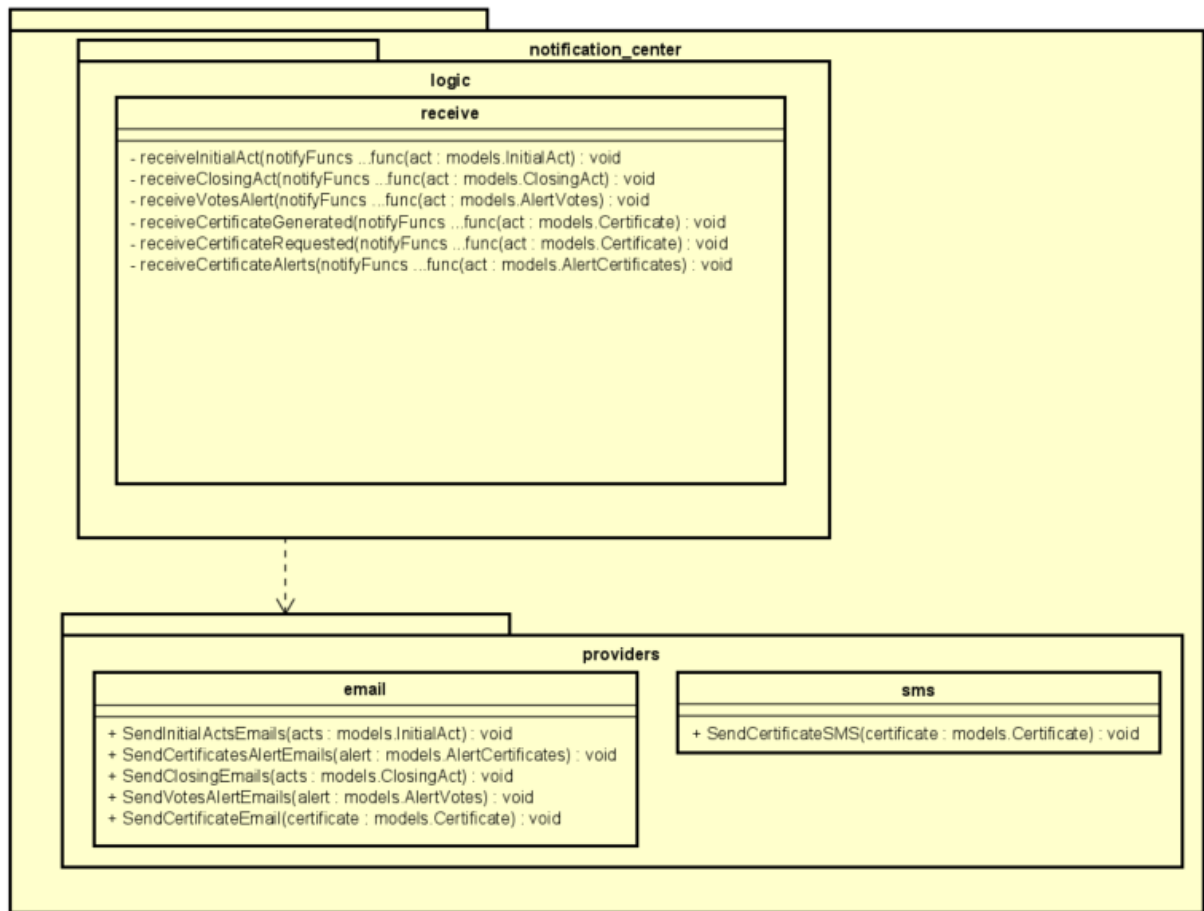 notification_center
logic
receive
- receiveInitialAct(notifyFuncs ...func(act : models.InitialAct) : void
- receiveClosingAct(notifyFuncs ...func(act : models.ClosingAct) : void
- receiveVotesAlert(notifyFuncs ...func(act : models.AlertVotes) : void
- receiveCertificateGenerated(notifyFuncs ...func(act : models.Certificate) : void
- receiveCertificateRequested(notifyFuncs ...func(act : models.Certificate) : void
- receiveCertificateAlerts(notifyFuncs ...func(act : models.AlertCertificates) : void
providers
email
+ SendInitialActsEmails(acts : models.InitialAct) : void
+ SendCertificatesAlertEmails(alert : models.AlertCertificates) : void
+ SendClosingEmails(acts : models.ClosingAct) : void
+ SendVotesAlertEmails(alert : models.AlertVotes) : void
+ SendCertificateEmail(certificate : models.Certificate) : void
sms
+ SendCertificateSMS(certificate : models.Certificate) : void